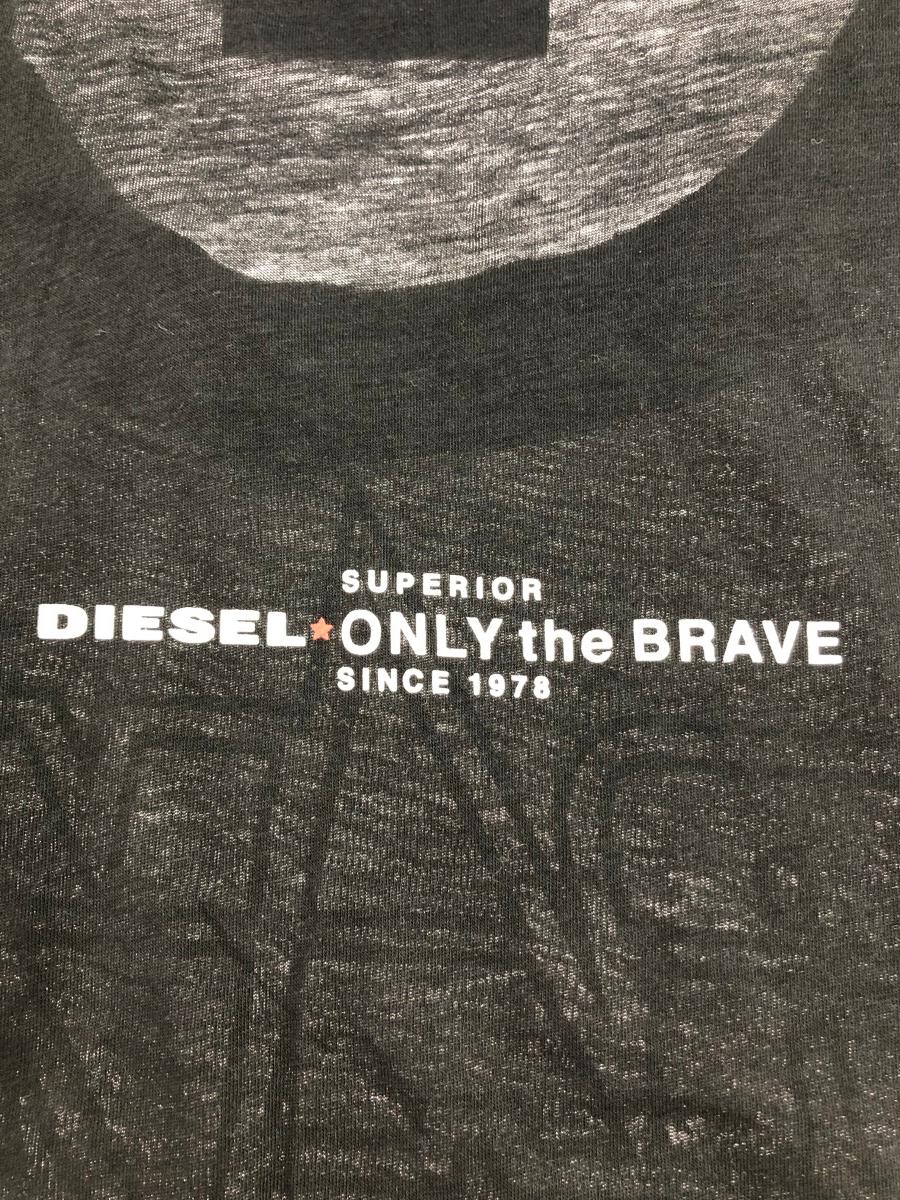 SUPERIOR
DIESEL★ONLY the BRAVE
SINCE 1978